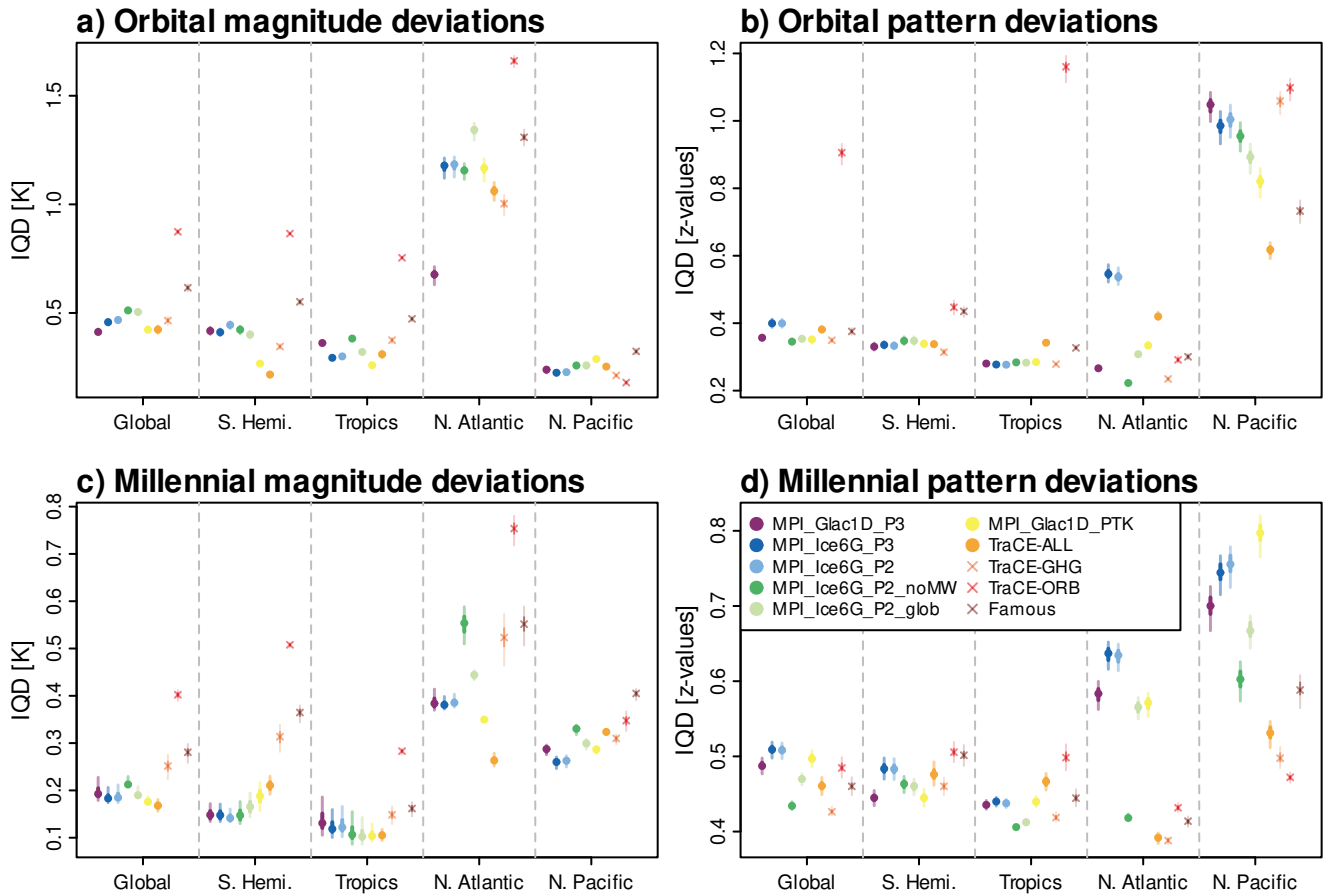 a) Orbital magnitude deviations
IQD [K]
1.5
1.0
0.5
Global S. Hemi. Tropics N. Atlantic N. Pacific
b) Orbital pattern deviations
IQD [z-values]
1.2
1.0
0.8
0.6
0.4
0.2
Global S. Hemi. Tropics N. Atlantic N. Pacific
c) Millennial magnitude deviations
IQD [K]
0.8
0.7
0.6
0.5
0.4
0.3
0.2
0.1
Global S. Hemi. Tropics N. Atlantic N. Pacific
d) Millennial pattern deviations
IQD [z-values]
0.8
0.7
0.6
0.5
0.4
MPI_Glac1D_P3
MPI_Ice6G_P3
MPI_Ice6G_P2
MPI_Ice6G_P2_noMW
MPI_Ice6G_P2_glob
MPI_Glac1D_PTK
TraCE-ALL
TraCE-GHG
TraCE-ORB
Famous
Global S. Hemi. Tropics N. Atlantic N. Pacific